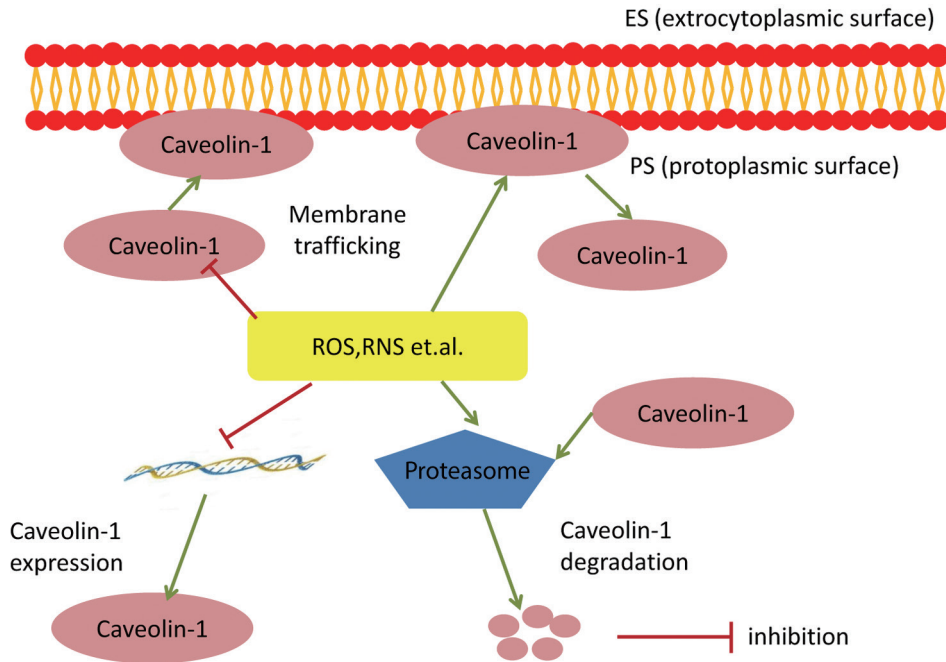 ES (extrocytoplasmic surface)
Caveolin-1
Caveolin-1
PS (protoplasmic surface)
Caveolin-1
Membrane
trafficking
Caveolin-1
ROS,RNS et.al.
Caveolin-1
Proteasome
Caveolin-1
expression
Caveolin-1
degradation
Caveolin-1
inhibition